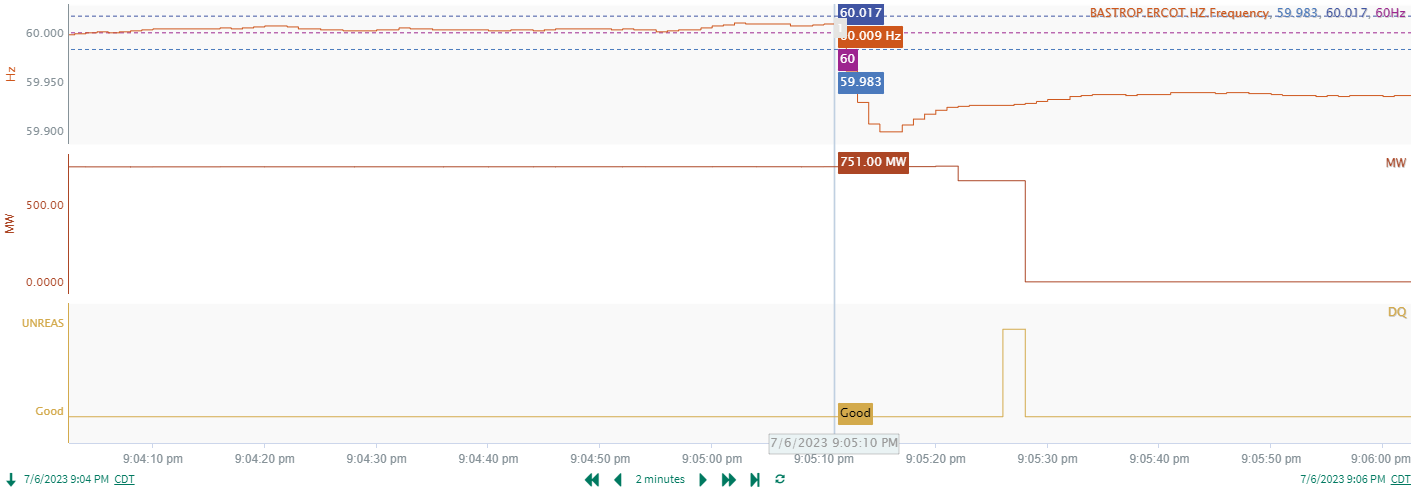 60.017
BASTROP.ERCOT.HZ.Frequency, 59.983, 60.017, 60Hz
60.000
60.009 Hz
60
59.950
59.983
Hz
59.900
751.00 MW
MW
500.00
MW
0.0000
DQ
UNREAS
Good
Good
7/6/2023 9:05:10 PM
9:04:10 pm
9:04:20 pm
9:04:30 pm
9:04:40 pm
9:04:50 pm
9:05:00 pm
9:05:10 pm
9:05:20 pm
9:05:30 pm
9:05:40 pm
9:05:50 pm
9:06:00 pm
7/6/2023 9:04 PM CDT
2 minutes
7/6/2023 9:06 PM CDT